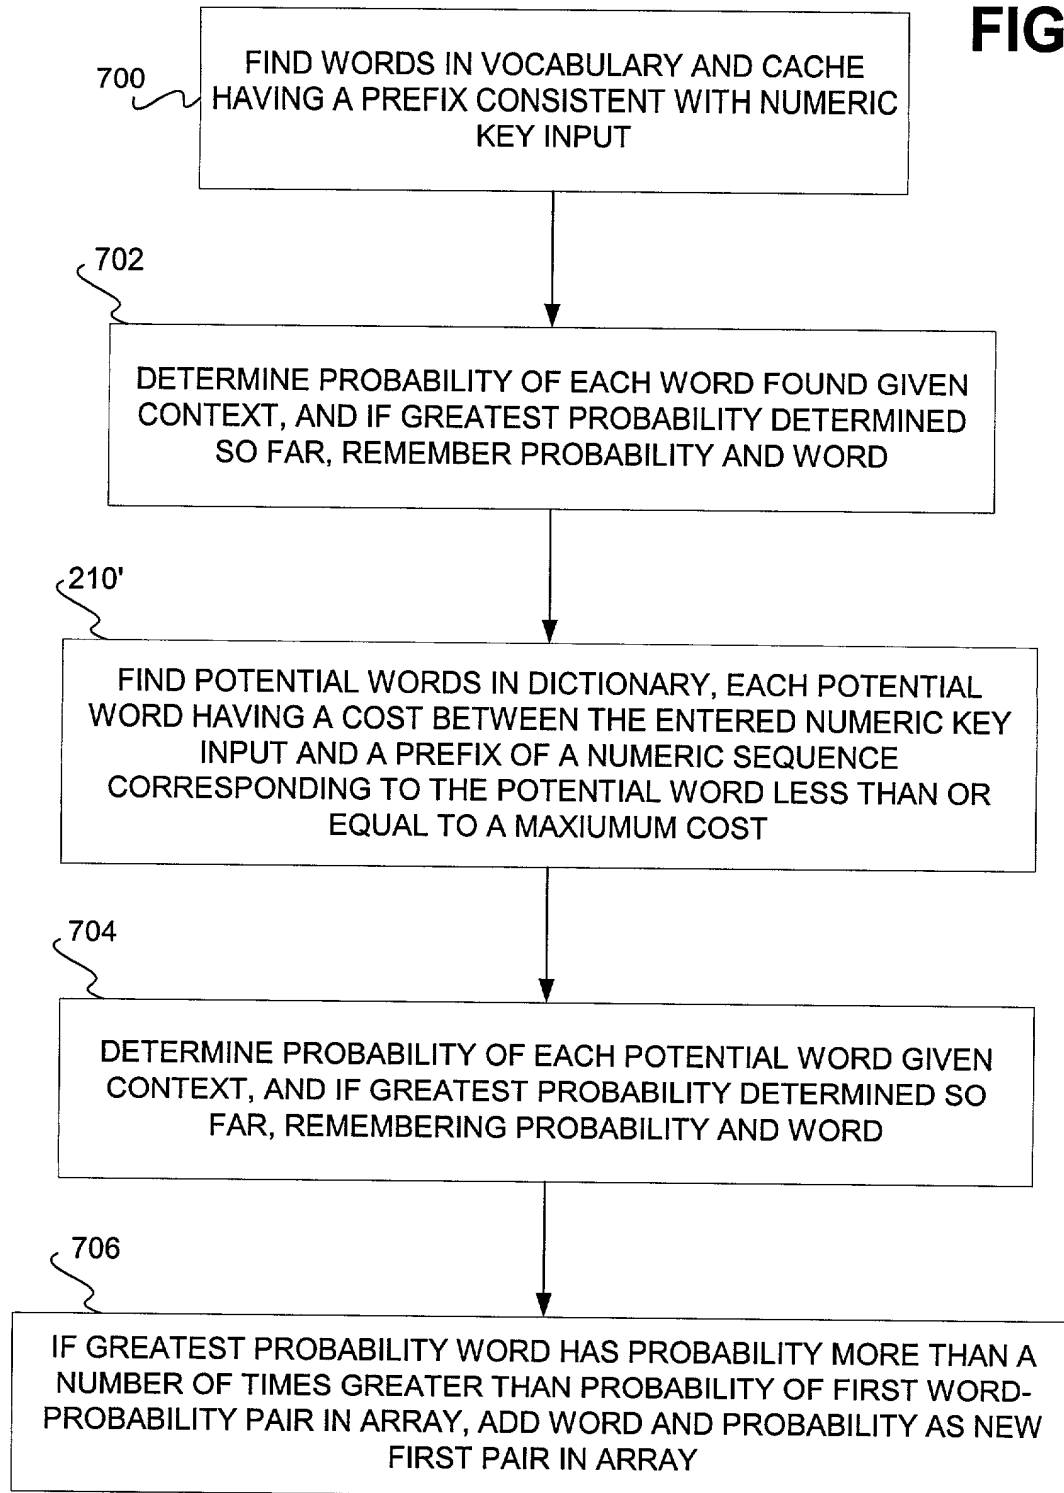 FIG
700
FIND WORDS IN VOCABULARY AND CACHE
HAVING A PREFIX CONSISTENT WITH NUMERIC
KEY INPUT
702
DETERMINE PROBABILITY OF EACH WORD FOUND GIVEN
CONTEXT, AND IF GREATEST PROBABILITY DETERMINED
SO FAR, REMEMBER PROBABILITY AND WORD
210'
FIND POTENTIAL WORDS IN DICTIONARY, EACH POTENTIAL
WORD HAVING A COST BETWEEN THE ENTERED NUMERIC KEY
INPUT AND A PREFIX OF A NUMERIC SEQUENCE
CORRESPONDING TO THE POTENTIAL WORD LESS THAN OR
EQUAL TO A MAXIUMUM COST
704
DETERMINE PROBABILITY OF EACH POTENTIAL WORD GIVEN
CONTEXT, AND IF GREATEST PROBABILITY DETERMINED SO
FAR, REMEMBERING PROBABILITY AND WORD
706
IF GREATEST PROBABILITY WORD HAS PROBABILITY MORE THAN A
NUMBER OF TIMES GREATER THAN PROBABILITY OF FIRST WORD-
PROBABILITY PAIR IN ARRAY, ADD WORD AND PROBABILITY AS NEW
FIRST PAIR IN ARRAY